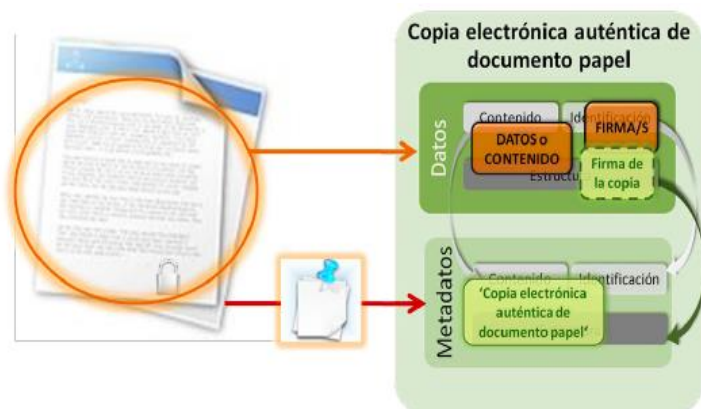 Copia electrónica auténtica de
documento papel
Datos
Contenido
Identificación
DATOS o
CONTENIDO
FIRMA/S
Firma de
la copia
Metadatos
Contenido
Identificación
'Copia electrónica
auténtica de
documento papel'